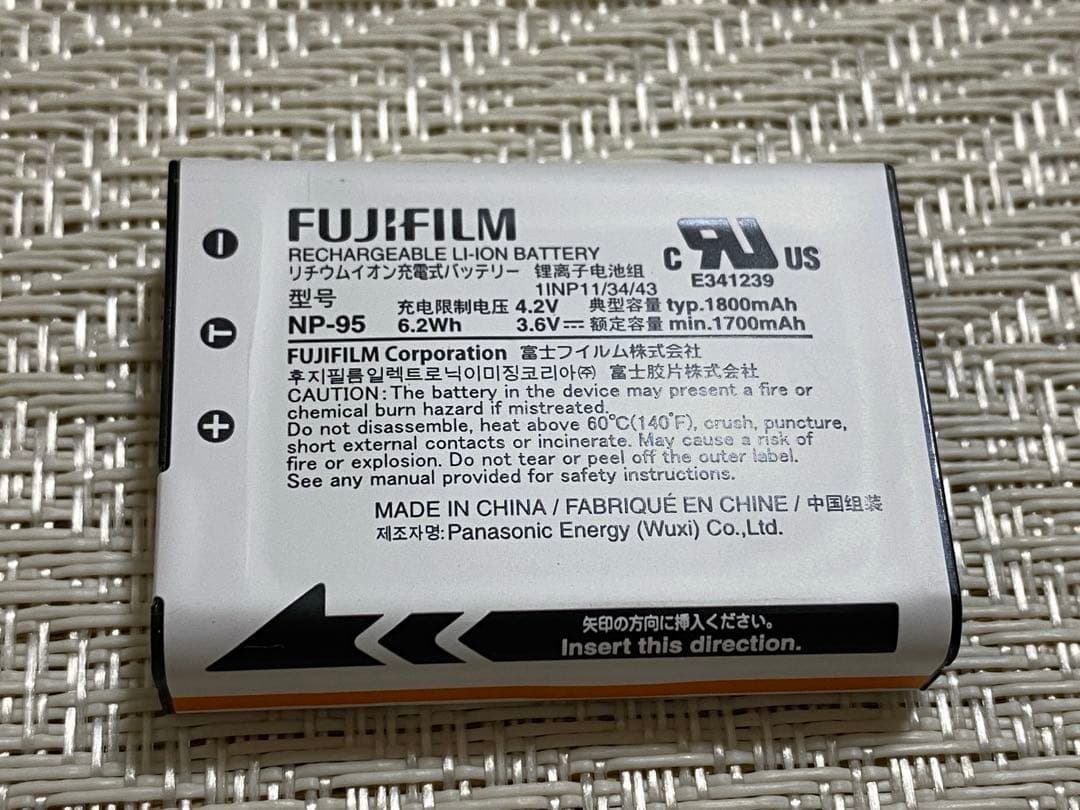 FUJIFILM
RECHARGEABLE LI-ION BATTERY
リチウムイオン充電式バッテリー 锂离子电池组
1INP11/34/43
C RU US
E341239
型号
NP-95
充电限制电压 4.2V 典型容量 typ.1800mAh
6.2Wh 3.6V 额定容量 min.1700mAh
FUJIFILM Corporation 富士フイルム株式会社
후지필름일렉트로닉이미징코리아㈜ 富士胶片株式会社
CAUTION: The battery in the device may present a fire or
chemical burn hazard if mistreated.
Do not disassemble, heat above 60℃(140℉), crush, puncture,
short external contacts or incinerate. May cause a risk of
fire or explosion. Do not tear or peel off the outer label.
See any manual provided for safety instructions.
MADE IN CHINA / FABRIQUÉ EN CHINE / 中国组装
제조자명: Panasonic Energy (Wuxi) Co.,Ltd.
矢印の方向に挿入ください。
Insert this direction.
−
T
+